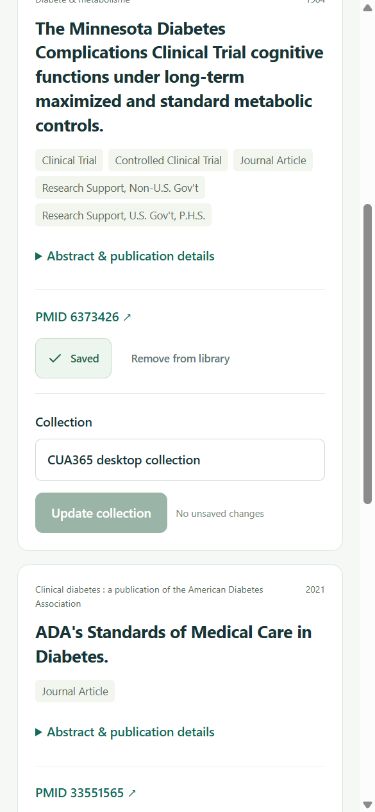 Diabete & metabolisme 1984
The Minnesota Diabetes
Complications Clinical Trial cognitive
functions under long-term
maximized and standard metabolic
controls.
Clinical Trial Controlled Clinical Trial Journal Article
Research Support, Non-U.S. Gov't
Research Support, U.S. Gov't, P.H.S.
▶ Abstract & publication details
PMID 6373426 ↗
✓ Saved Remove from library
Collection
CUA365 desktop collection
Update collection No unsaved changes
Clinical diabetes : a publication of the American Diabetes 2021
Association
ADA's Standards of Medical Care in
Diabetes.
Journal Article
▶ Abstract & publication details
PMID 33551565 ↗